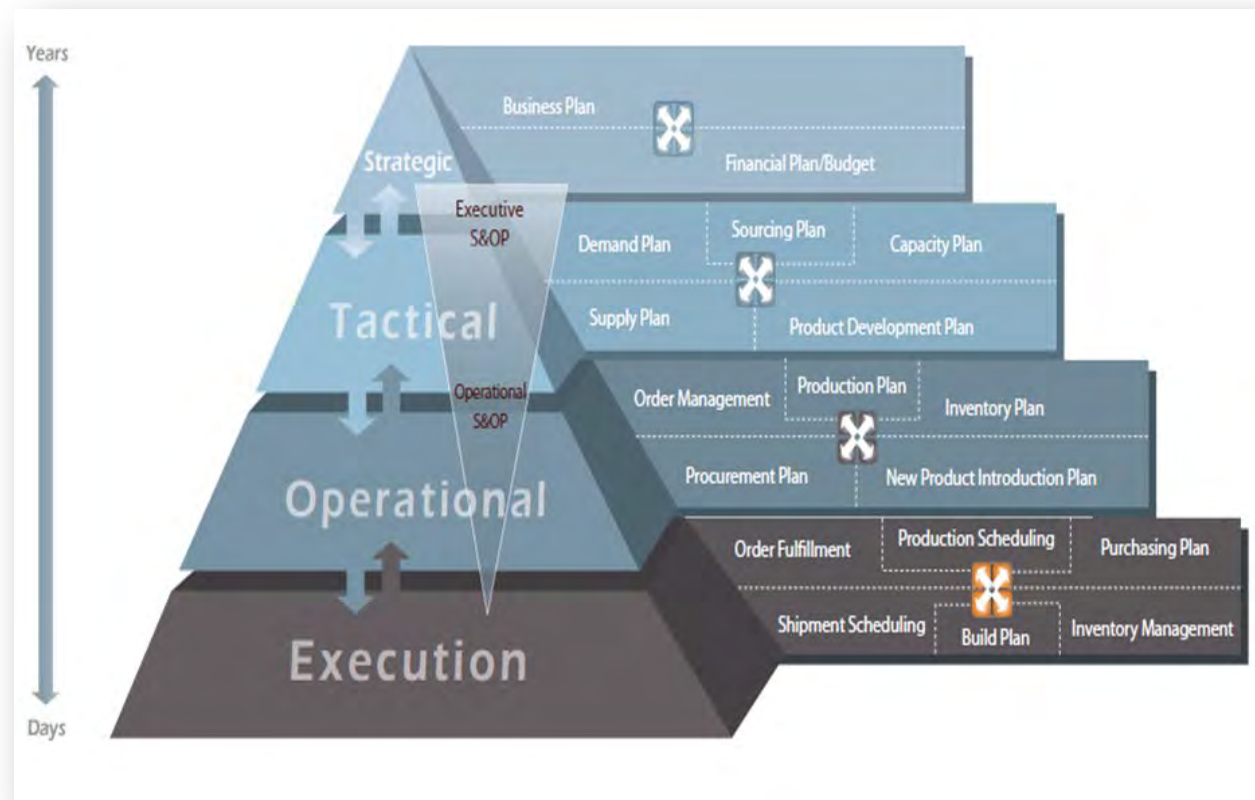 Years
Business Plan
Strategic
Financial Plan/Budget
Executive
S&OP
Demand Plan
Sourcing Plan
Capacity Plan
Tactical
Supply Plan
Product Development Plan
Operational
S&OP
Order Management
Production Plan
Inventory Plan
Operational
Procurement Plan
New Product Introduction Plan
Order Fulfillment
Production Scheduling
Purchasing Plan
Execution
Shipment Scheduling
Build Plan
Inventory Management
Days